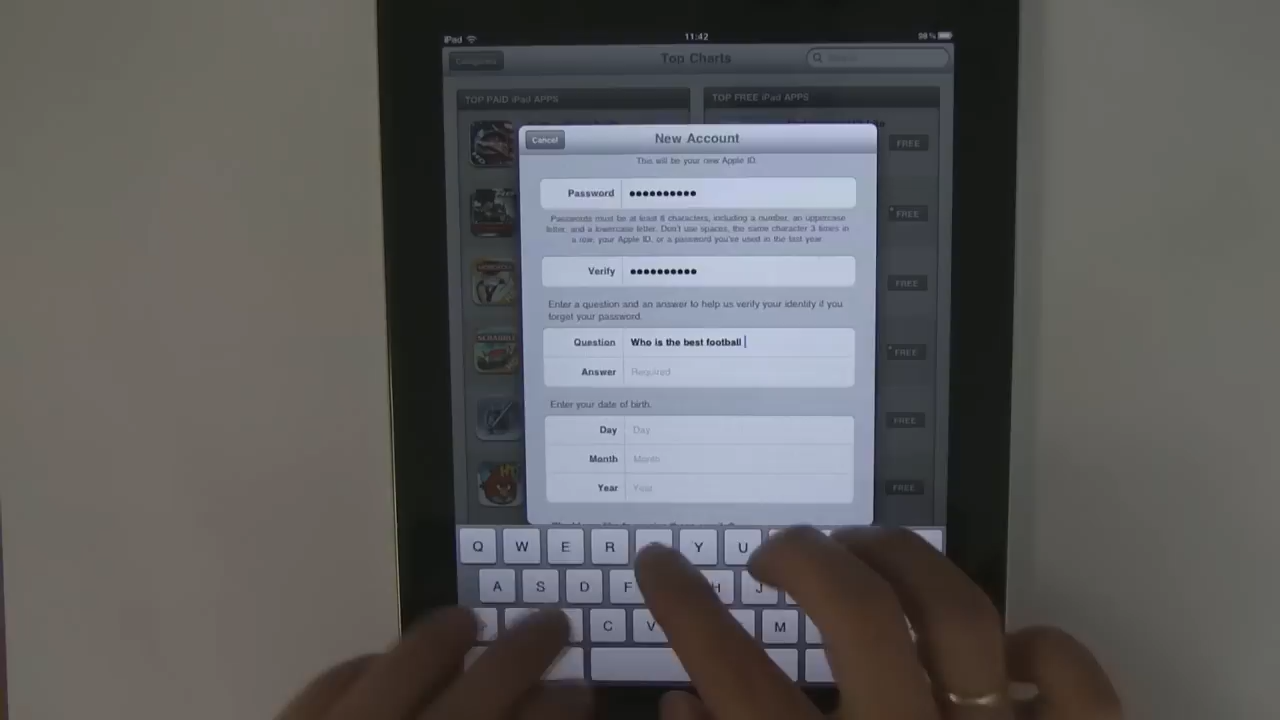 iPad
11:42
98 %
Categories
Top Charts
TOP PAID iPad APPS
TOP FREE iPad APPS
Cancel
New Account
This will be your new Apple ID.
Password ●●●●●●●●●●
Passwords must be at least 8 characters, including a number, an uppercase
letter, and a lowercase letter. Don't use spaces, the same character 3 times in
a row, your Apple ID, or a password you've used in the last year.
Verify ●●●●●●●●●●
Enter a question and an answer to help us verify your identity if you
forget your password.
Question Who is the best football
Answer Required
Enter your date of birth.
Day Day
Month Month
Year Year
FREE
FREE
FREE
FREE
FREE
FREE
SCRABBLE
Q W E R Y U
A S D F H J
C V M